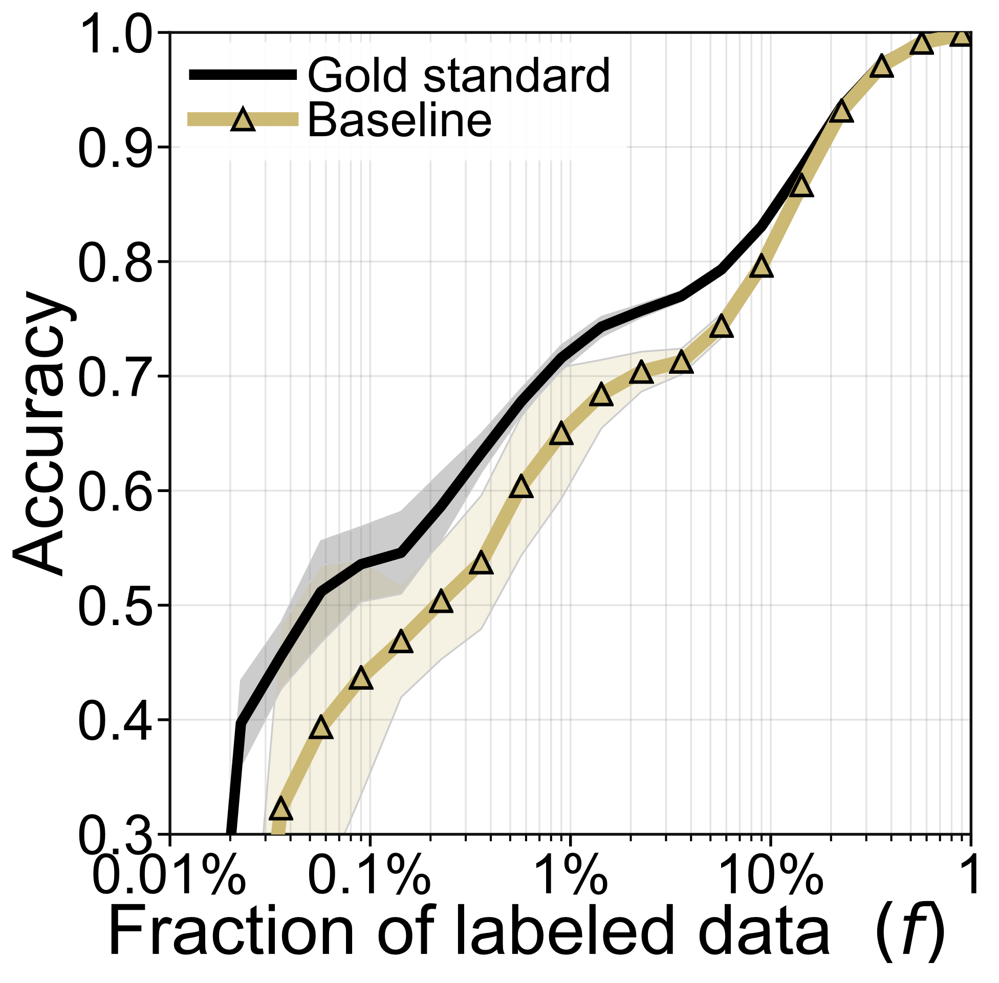 1.0
Gold standard
Baseline
0.9
0.8
0.7
0.6
0.5
0.4
0.3
Accuracy
0.01% 0.1% 1% 10% 1
Fraction of labeled data (f)